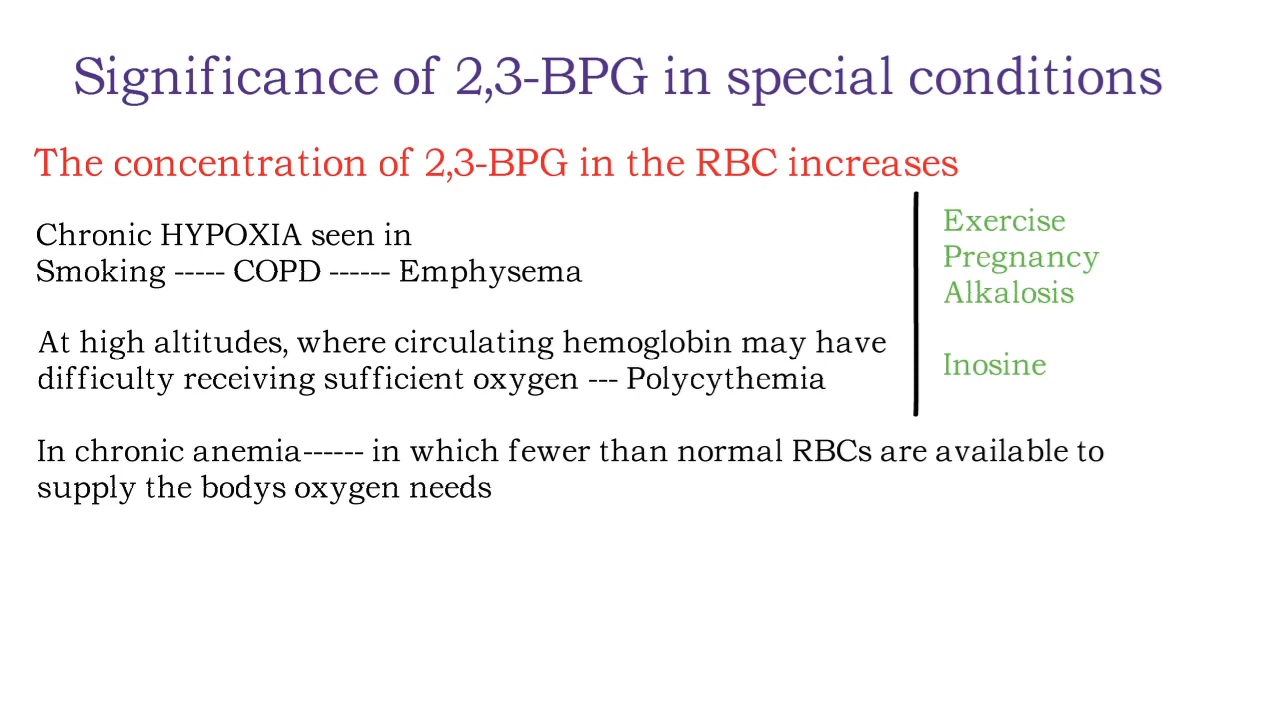 Significance of 2,3-BPG in special conditions
The concentration of 2,3-BPG in the RBC increases
Chronic HYPOXIA seen in
Smoking ----- COPD ------ Emphysema
At high altitudes, where circulating hemoglobin may have
difficulty receiving sufficient oxygen --- Polycythemia
In chronic anemia------ in which fewer than normal RBCs are available to
supply the bodys oxygen needs
Exercise
Pregnancy
Alkalosis
Inosine